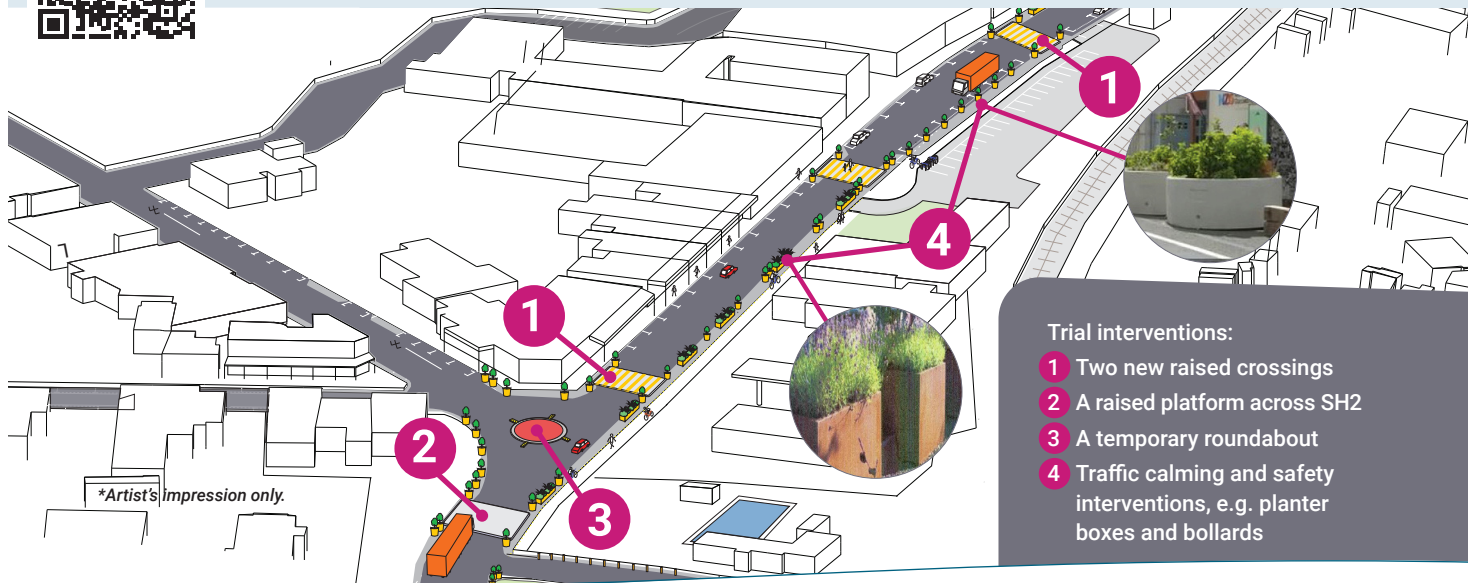 1
4
1
2
3
*Artist's impression only.
Trial interventions:
1 Two new raised crossings
2 A raised platform across SH2
3 A temporary roundabout
4 Traffic calming and safety
interventions, e.g. planter
boxes and bollards